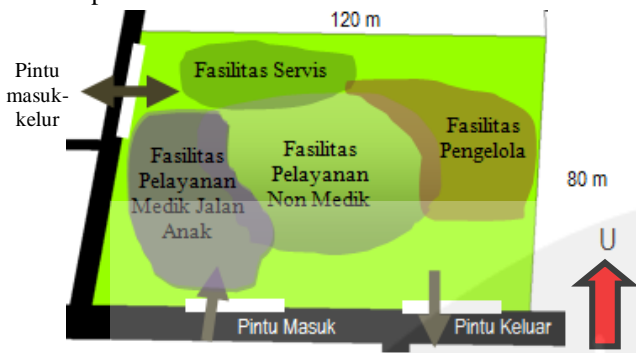 120 m
Pintu
masuk-
kelur
Fasilitas Servis
Fasilitas
Pengelola
Fasilitas
Pelayanan
Medik Jalan
Anak
Fasilitas
Pelayanan
Non Medik
80 m
U
Pintu Masuk
Pintu Keluar